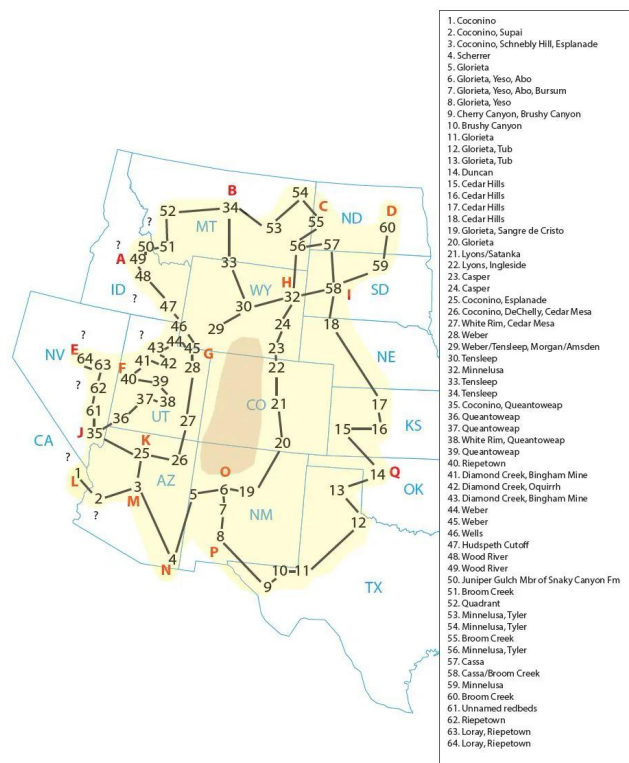 54
B
52 34 C D
? MT 53 55 ND 60
? 50 51 56 57
A 49 33 59
48 H WY 58 SD
ID 32 I
? 47 30
? ? 46 29 24 18
E 43 44 45 G 23 NE
NV 64 63 F 41 42 28 22
? 62 40 39 17
61 37 38 CO 21 KS
J 35 36 UT 27 15 16
CA K 20
? 25 26 O 14 Q
1 AZ 13 OK
L 2 3 5 6 19
? M 7 NM 12
8
4 P 10 11
N 9 TX
1. Coconino
2. Coconino, Supai
3. Coconino, Schnebly Hill, Esplanade
4. Scherrer
5. Glorieta
6. Glorieta, Yeso, Abo
7. Glorieta, Yeso, Abo, Bursum
8. Glorieta, Yeso
9. Cherry Canyon, Brushy Canyon
10. Brushy Canyon
11. Glorieta
12. Glorieta, Tub
13. Glorieta, Tub
14. Duncan
15. Cedar Hills
16. Cedar Hills
17. Cedar Hills
18. Cedar Hills
19. Glorieta, Sangre de Cristo
20. Glorieta
21. Lyons/Satanka
22. Lyons, Ingleside
23. Casper
24. Casper
25. Coconino, Esplanade
26. Coconino, DeChelly, Cedar Mesa
27. White Rim, Cedar Mesa
28. Weber
29. Weber/Tensleep, Morgan/Amsden
30. Tensleep
32. Minnelusa
33. Tensleep
34. Tensleep
35. Coconino, Queantoweap
36. Queantoweap
37. Queantoweap
38. White Rim, Queantoweap
39. Queantoweap
40. Riepetown
41. Diamond Creek, Bingham Mine
42. Diamond Creek, Oquirrh
43. Diamond Creek, Bingham Mine
44. Weber
45. Weber
46. Wells
47. Hudspeth Cutoff
48. Wood River
49. Wood River
50. Juniper Gulch Mbr of Snaky Canyon Fm
51. Broom Creek
52. Quadrant
53. Minnelusa, Tyler
54. Minnelusa, Tyler
55. Broom Creek
56. Minnelusa, Tyler
57. Cassa
58. Cassa/Broom Creek
59. Minnelusa
60. Broom Creek
61. Unnamed redbeds
62. Riepetown
63. Loray, Riepetown
64. Loray, Riepetown